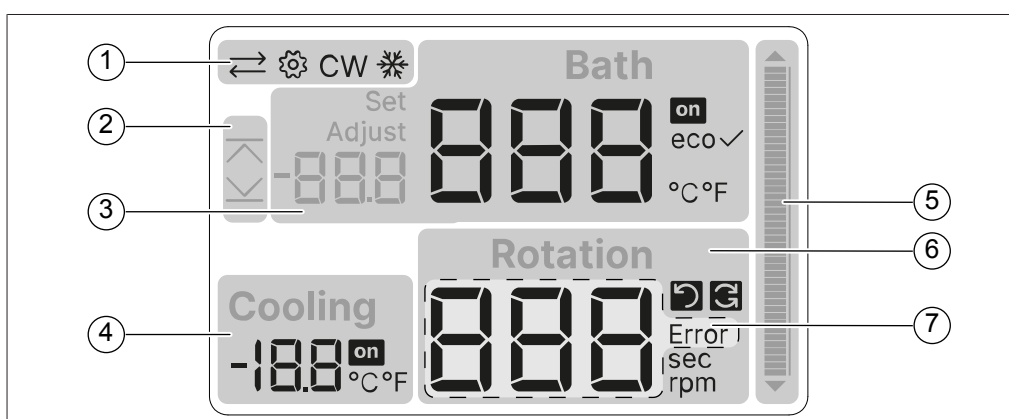 1
CW
Bath
2
Set
Adjust
-88.8
888
on
eco
°C°F
3
5
Rotation
6
Cooling
4
-18.8
on
°C°F
888
Error
7
sec
rpm